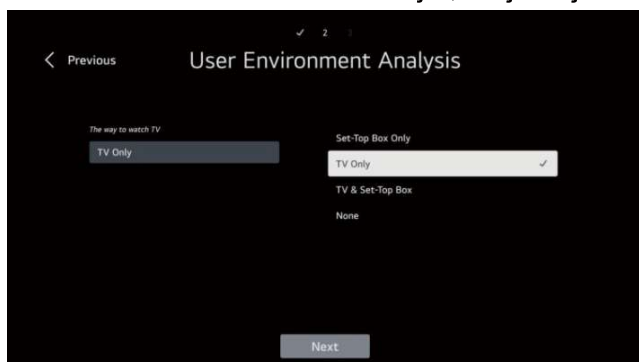 2
Previous
User Environment Analysis
The way to watch TV
TV Only
Set-Top Box Only
TV Only
TV & Set-Top Box
None
Next